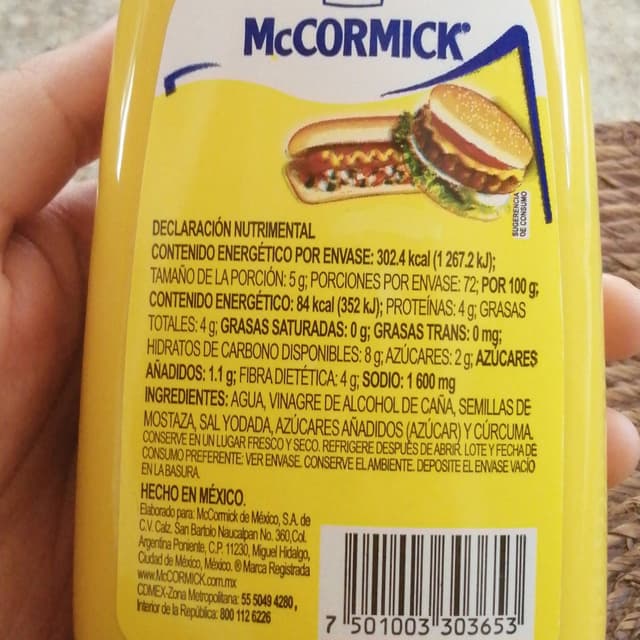 McCORMICK®
SUGERENCIA
DE CONSUMO
DECLARACIÓN NUTRIMENTAL
CONTENIDO ENERGÉTICO POR ENVASE: 302.4 kcal (1 267.2 kJ);
TAMAÑO DE LA PORCIÓN: 5 g; PORCIONES POR ENVASE: 72; POR 100 g;
CONTENIDO ENERGÉTICO: 84 kcal (352 kJ); PROTEÍNAS: 4 g; GRASAS
TOTALES: 4 g; GRASAS SATURADAS: 0 g; GRASAS TRANS: 0 mg;
HIDRATOS DE CARBONO DISPONIBLES: 8 g; AZÚCARES: 2 g; AZÚCARES
AÑADIDOS: 1.1 g; FIBRA DIETÉTICA: 4 g; SODIO: 1 600 mg
INGREDIENTES: AGUA, VINAGRE DE ALCOHOL DE CAÑA, SEMILLAS DE
MOSTAZA, SAL YODADA, AZÚCARES AÑADIDOS (AZÚCAR) Y CÚRCUMA.
CONSERVE EN UN LUGAR FRESCO Y SECO. REFRIGERE DESPUÉS DE ABRIR. LOTE Y FECHA DE
CONSUMO PREFERENTE: VER ENVASE. CONSERVE EL AMBIENTE. DEPOSITE EL ENVASE VACÍO
EN LA BASURA.
HECHO EN MÉXICO.
Elaborado para: McCormick de México, S.A. de
C.V. Calz. San Bartolo Naucalpan No. 360, Col.
Argentina Poniente, C.P. 11230, Miguel Hidalgo,
Ciudad de México, México. ® Marca Registrada
www.McCORMICK.com.mx
CDMEX-Zona Metropolitana: 55 5049 4280,
Interior de la República: 800 112 6226
7 501003 303653